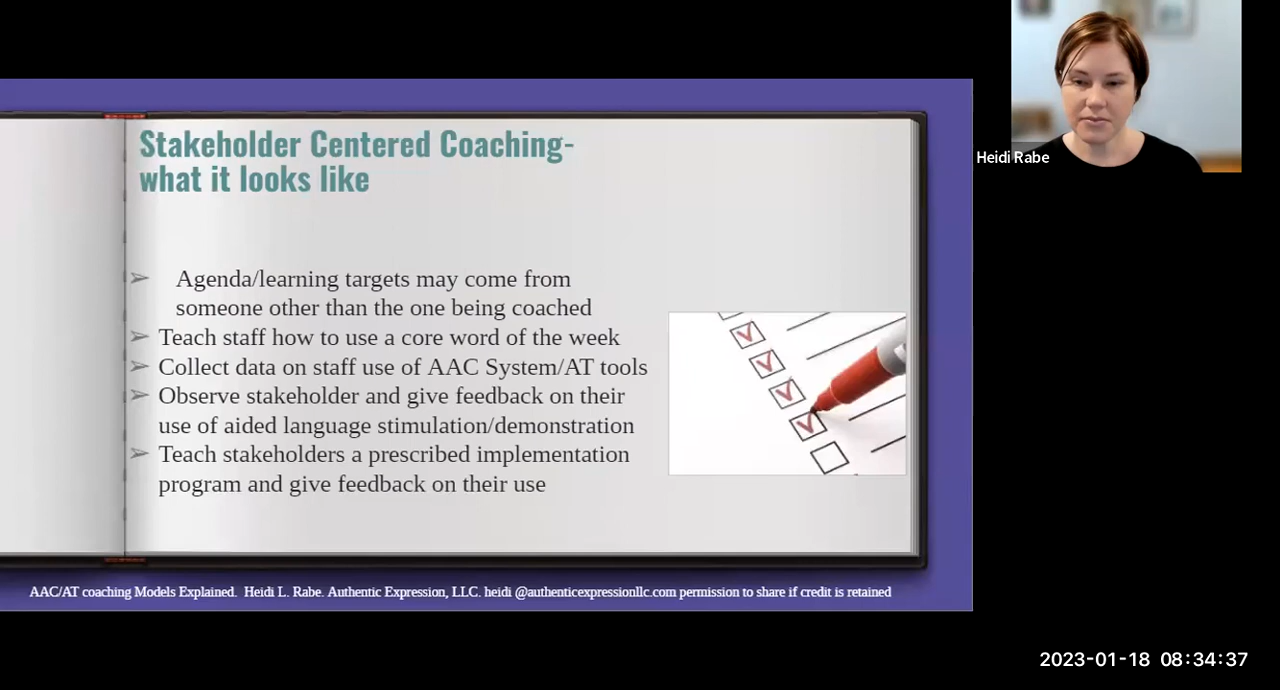 Stakeholder Centered Coaching-
what it looks like
➢ Agenda/learning targets may come from
someone other than the one being coached
➢ Teach staff how to use a core word of the week
➢ Collect data on staff use of AAC System/AT tools
➢ Observe stakeholder and give feedback on their
use of aided language stimulation/demonstration
➢ Teach stakeholders a prescribed implementation
program and give feedback on their use
AAC/AT coaching Models Explained. Heidi L. Rabe. Authentic Expression, LLC. heidi @authenticexpressionllc.com permission to share if credit is retained
Heidi Rabe
2023-01-18 08:34:37